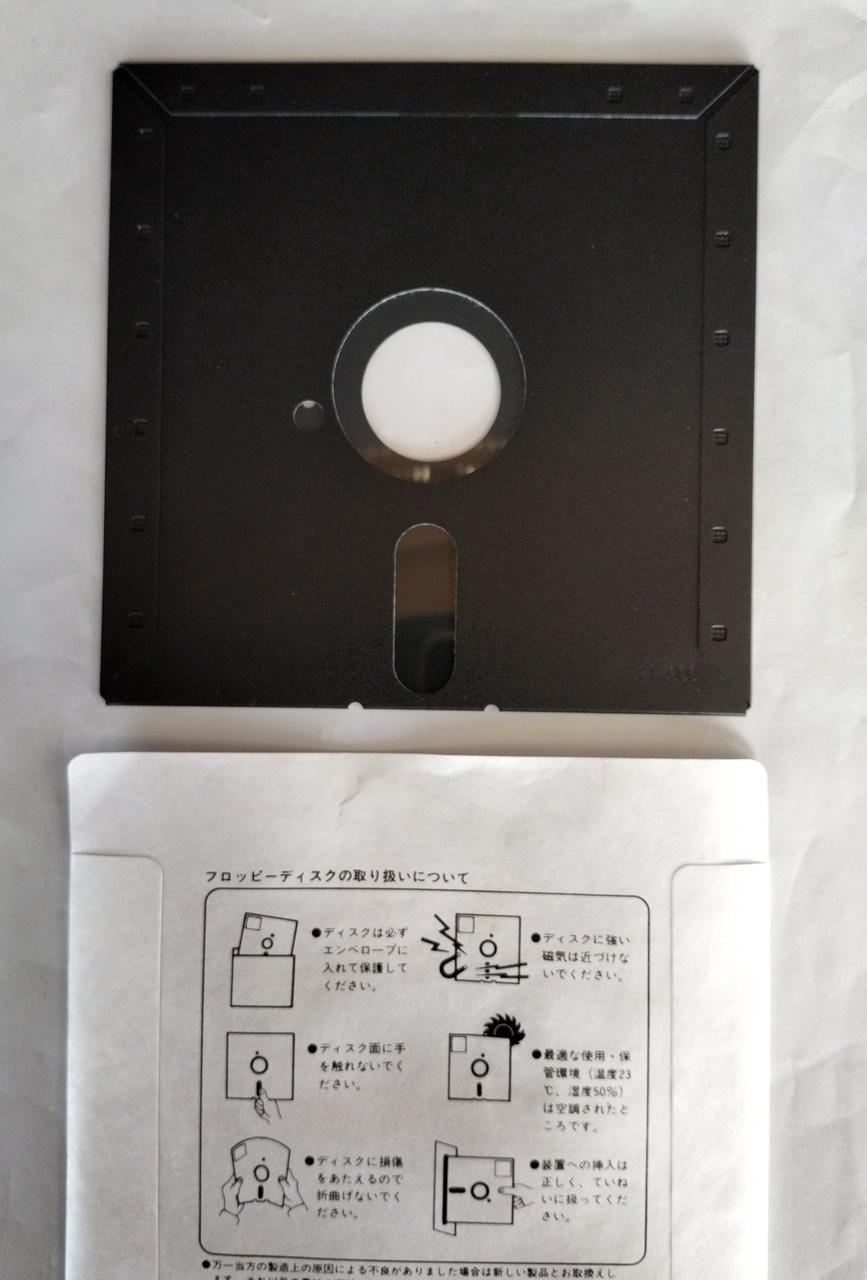 フロッピーディスクの取り扱いについて
●ディスクは必ず
エンベロープに
入れて保護して
ください。
●ディスクに強い
磁気は近づけな
いでください。
●ディスク面に手
を触れないでく
ださい。
●最適な使用・保
管環境（温度23
℃、湿度50%）
は空調されたと
ころです。
●ディスクに損傷
をあたえるので
折曲げないでく
ださい。
●装置への挿入は
正しく、ていね
いに扱ってくだ
さい。
●万一当方の製造上の原因による不良がありました場合は新しい製品とお取換えし